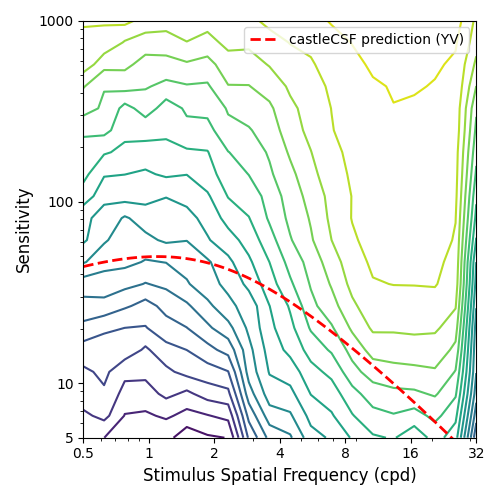 1000
castleCSF prediction (YV)
100
Sensitivity
10
5
0.5 1 2 4 8 16 32
Stimulus Spatial Frequency (cpd)